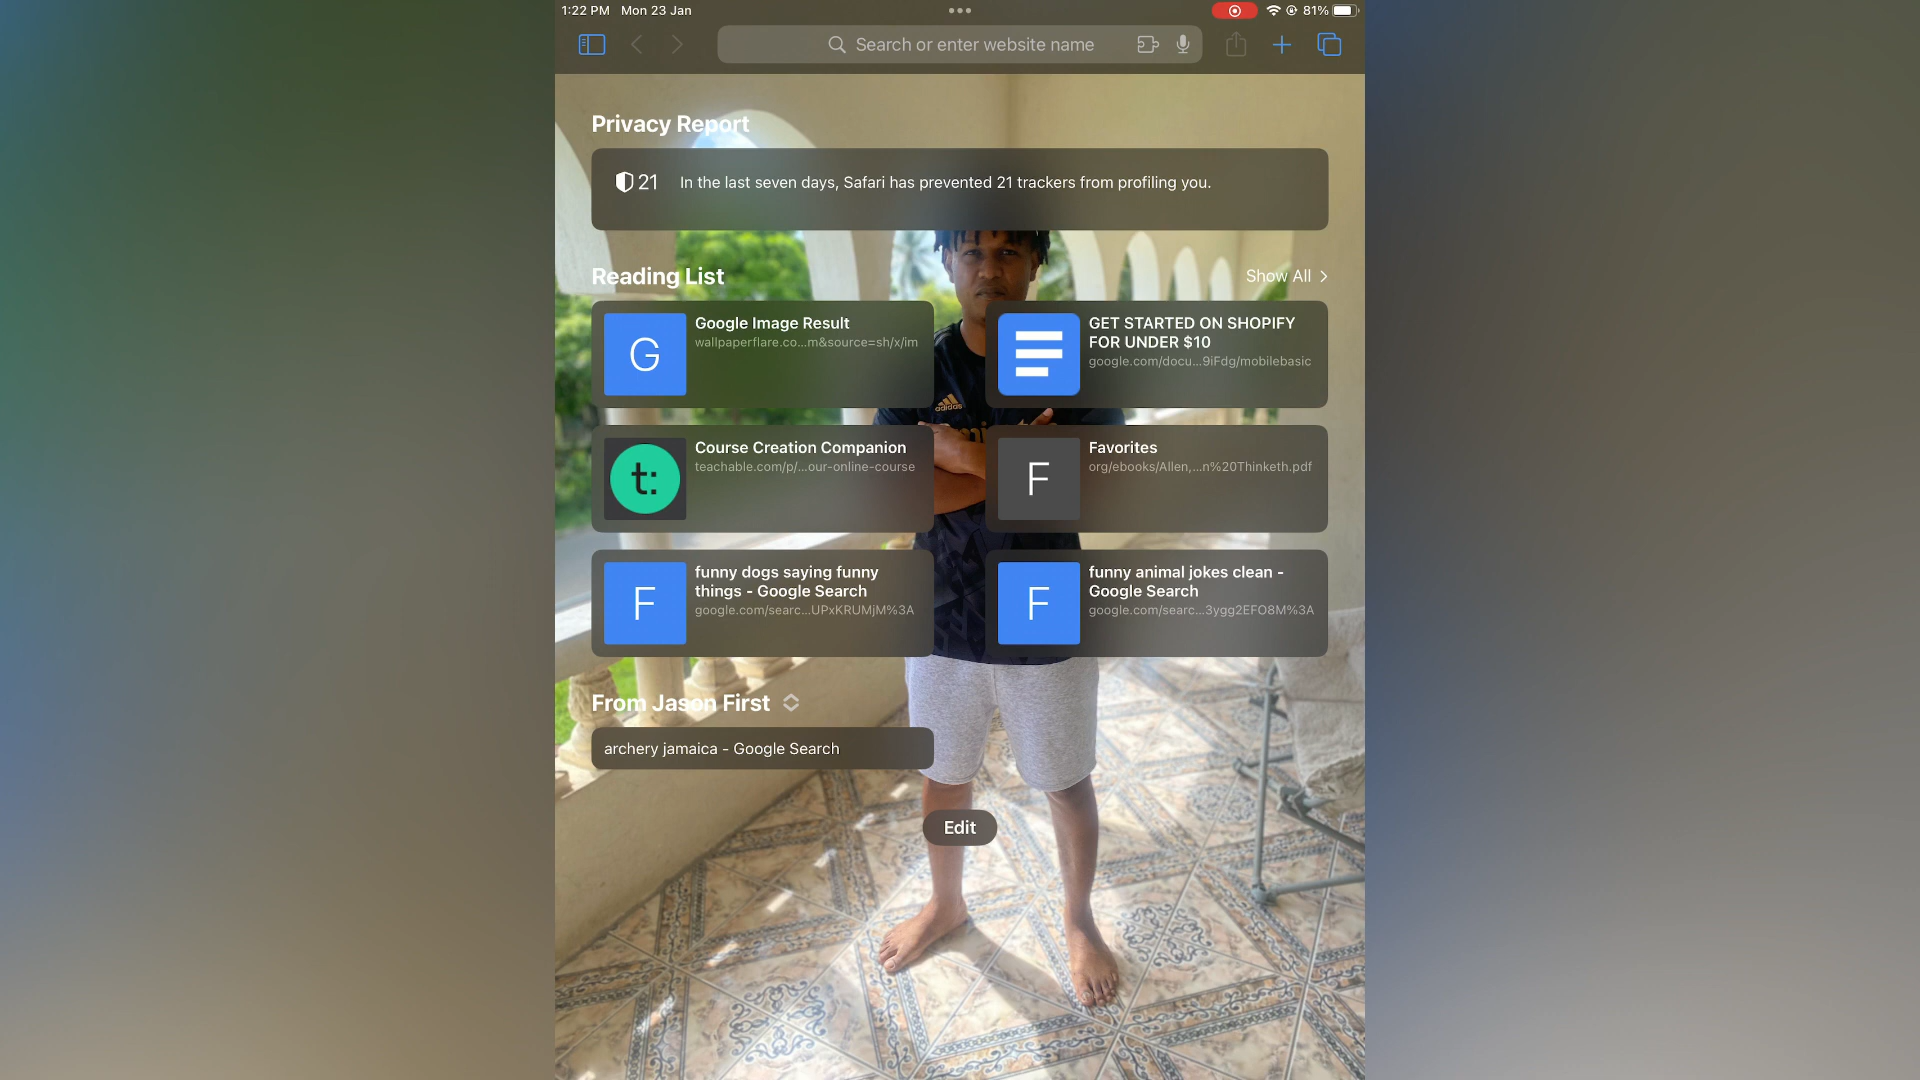 1:22 PM Mon 23 Jan
81%
Search or enter website name
Privacy Report
21 In the last seven days, Safari has prevented 21 trackers from profiling you.
Reading List
Show All
G
Google Image Result
wallpaperflare.co...m&source=sh/x/im
GET STARTED ON SHOPIFY
FOR UNDER $10
google.com/docu...9iFdg/mobilebasic
adidas
t:
Course Creation Companion
teachable.com/p/...our-online-course
F
Favorites
org/ebooks/Allen,...n%20Thinketh.pdf
F
funny dogs saying funny
things - Google Search
google.com/searc...UPxKRUMjM%3A
F
funny animal jokes clean -
Google Search
google.com/searc...3ygg2EFO8M%3A
From Jason First
archery jamaica - Google Search
Edit